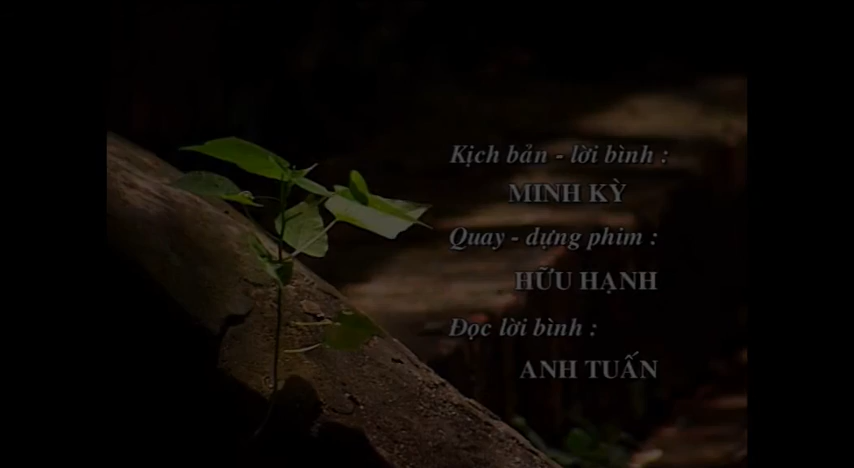 Kịch bản - lời bình :
MINH KỲ
Quay - dựng phim :
HỮU HẠNH
Đọc lời bình :
ANH TUẤN